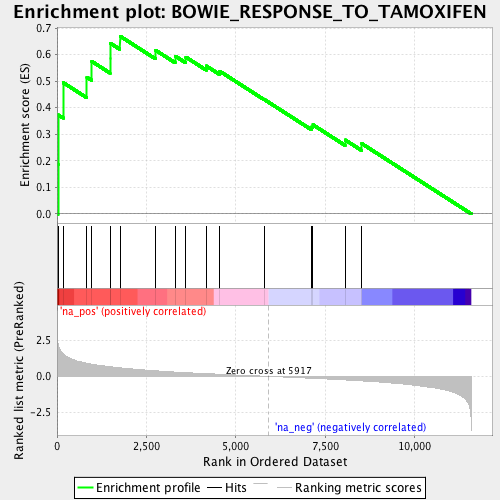 Enrichment plot: BOWIE_RESPONSE_TO_TAMOXIFEN
Enrichment score (ES)
0.7
0.6
0.5
0.4
0.3
0.2
0.1
0.0
'na_pos' (positively correlated)
Ranked list metric (PreRanked)
2.5
0.0
-2.5
Zero cross at 5917
'na_neg' (negatively correlated)
0 2,500 5,000 7,500 10,000
Rank in Ordered Dataset
Enrichment profile Hits Ranking metric scores